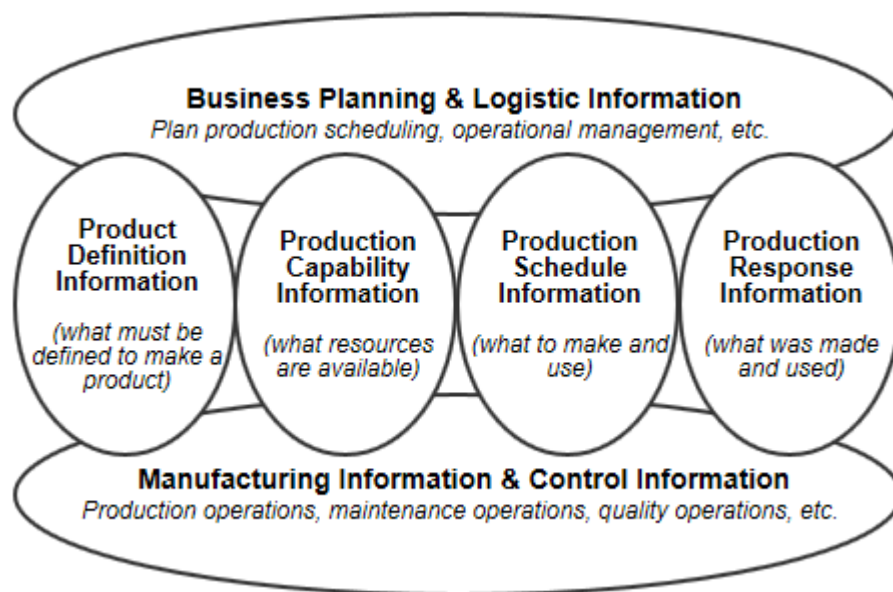 Business Planning & Logistic Information
Plan production scheduling, operational management, etc.
Product
Definition
Information
(what must be
defined to make a
product)
Production
Capability
Information
(what resources
are available)
Production
Schedule
Information
(what to make and
use)
Production
Response
Information
(what was made
and used)
Manufacturing Information & Control Information
Production operations, maintenance operations, quality operations, etc.